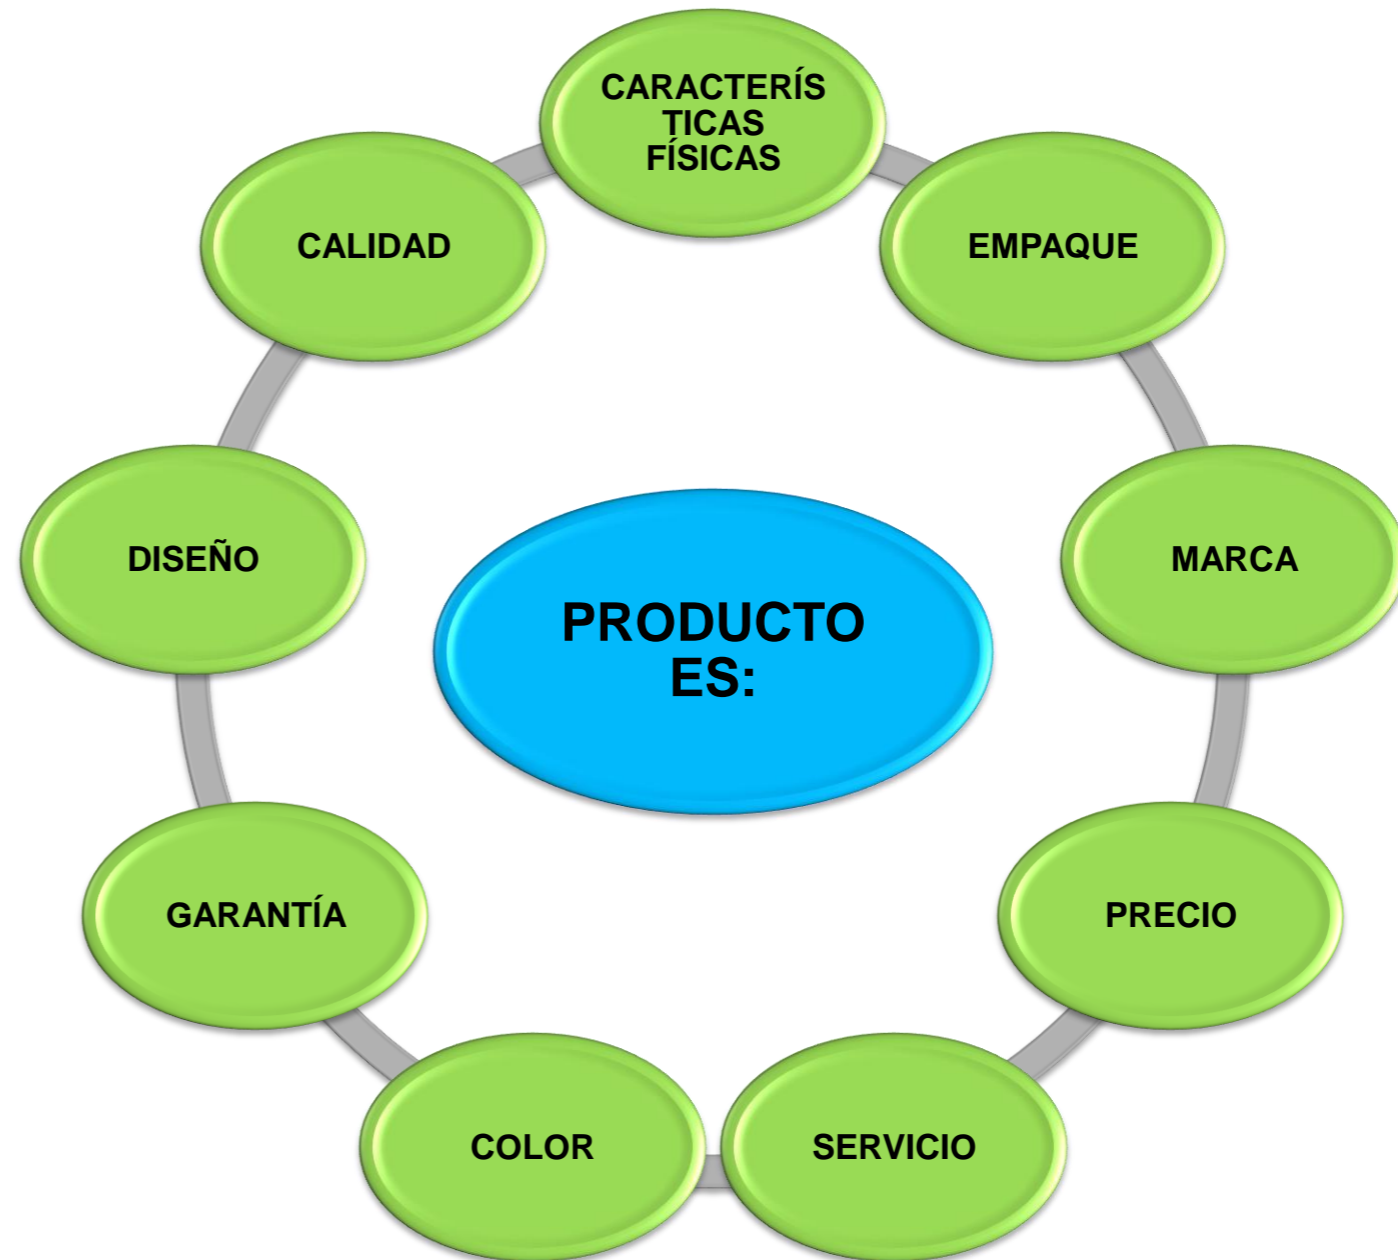 CARACTERÍS
TICAS
FÍSICAS
EMPAQUE
MARCA
PRECIO
SERVICIO
COLOR
GARANTÍA
DISEÑO
CALIDAD
PRODUCTO
ES: